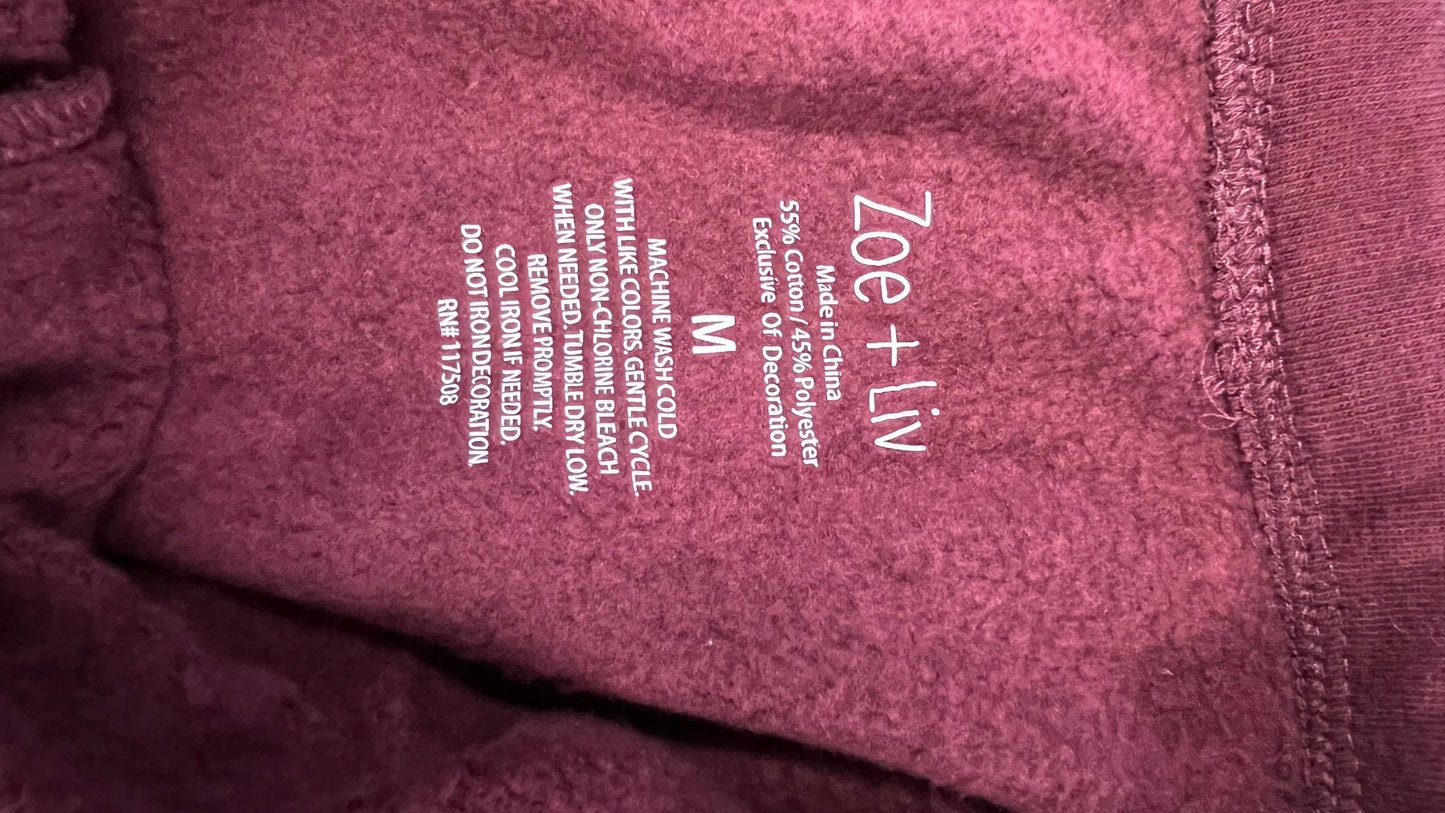 Zoe + Liv
Made in China
55% Cotton / 45% Polyester
Exclusive Of Decoration
M
MACHINE WASH COLD
WITH LIKE COLORS. GENTLE CYCLE.
ONLY NON-CHLORINE BLEACH
WHEN NEEDED. TUMBLE DRY LOW.
REMOVE PROMPTLY.
COOL IRON IF NEEDED.
DO NOT IRON DECORATION.
RN# 117508